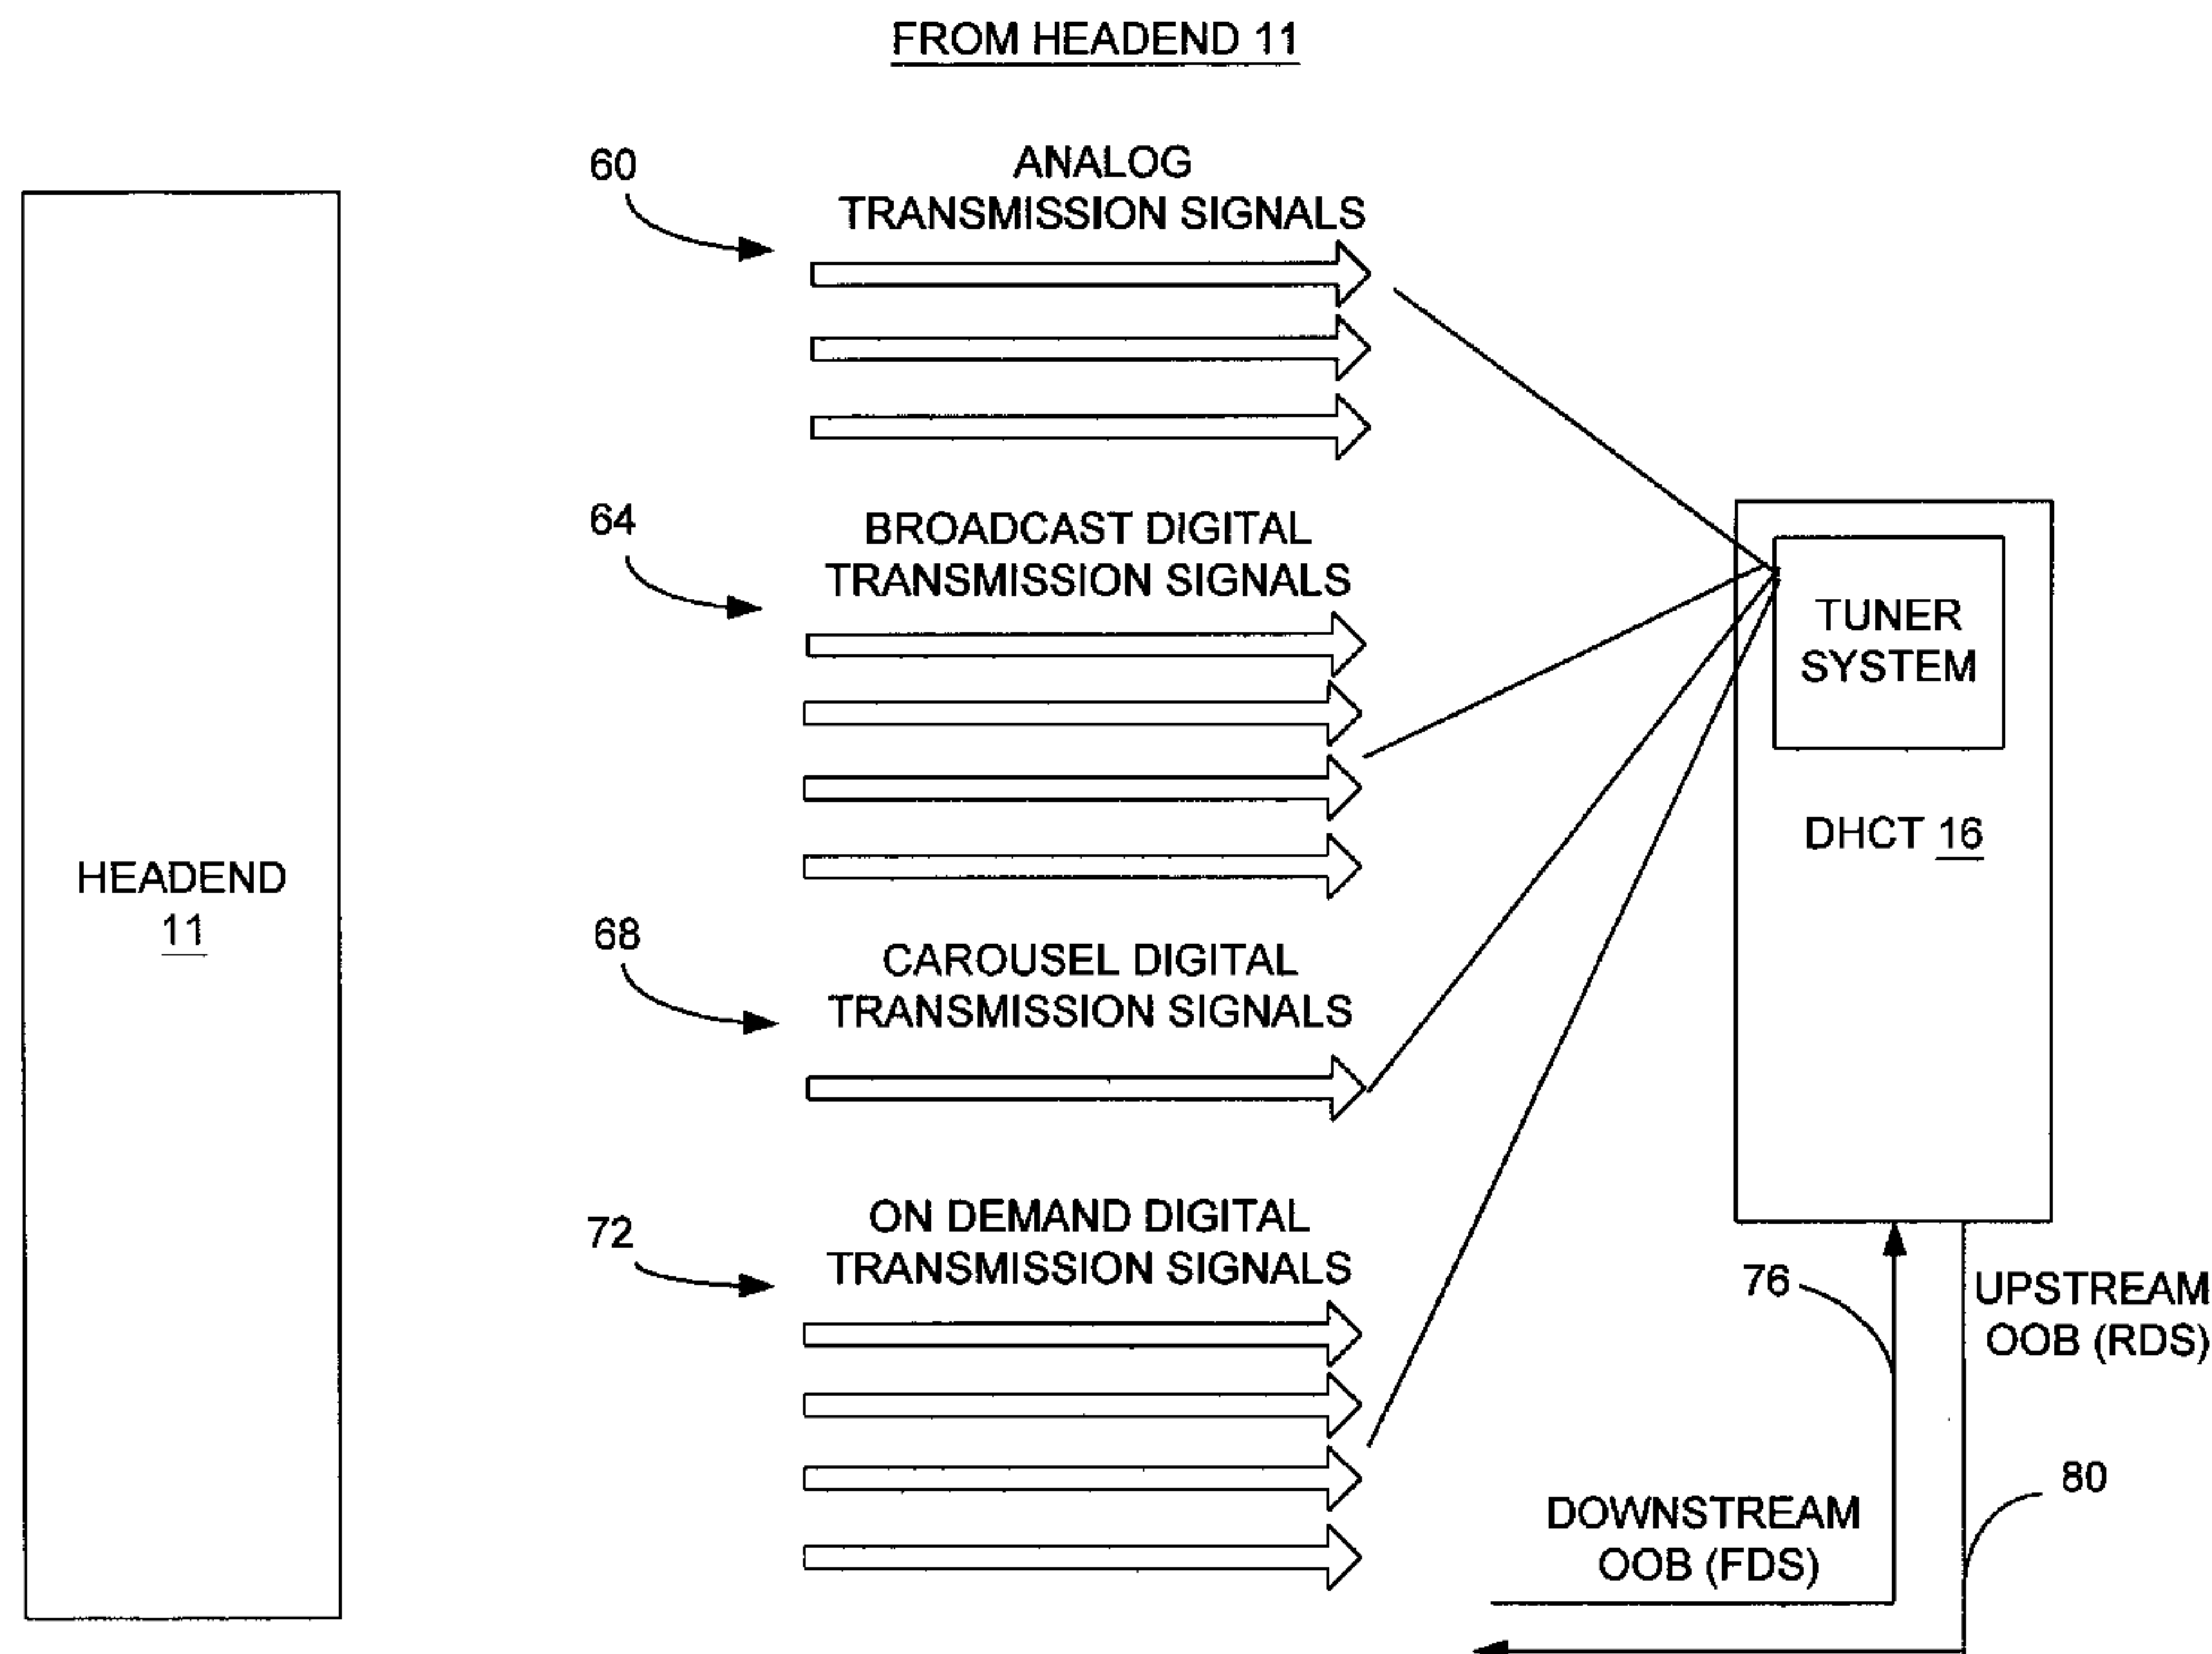 FROM HEADEND 11
60
ANALOG
TRANSMISSION SIGNALS
64
BROADCAST DIGITAL
TRANSMISSION SIGNALS
TUNER
SYSTEM
DHCT 16
HEADEND
11
68
CAROUSEL DIGITAL
TRANSMISSION SIGNALS
72
ON DEMAND DIGITAL
TRANSMISSION SIGNALS
76
UPSTREAM
OOB (RDS)
80
DOWNSTREAM
OOB (FDS)